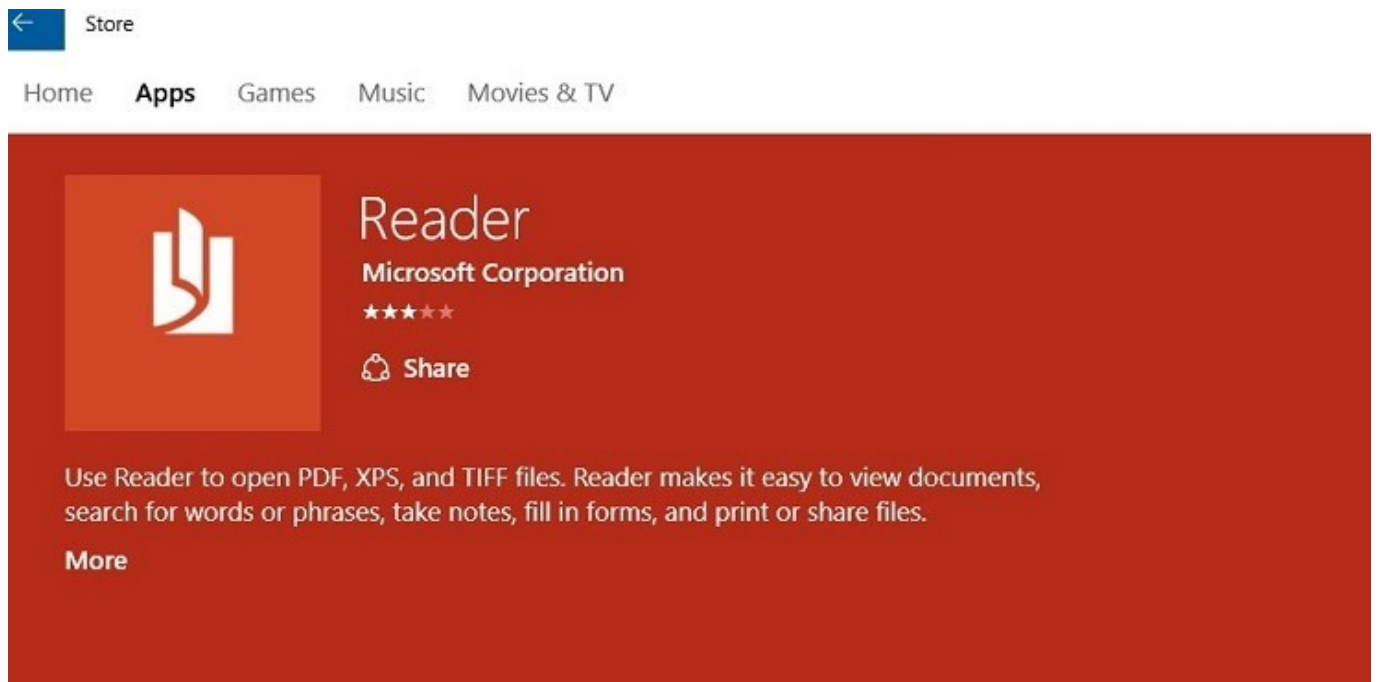 Store
Home Apps Games Music Movies & TV
Reader
Microsoft Corporation
Share
Use Reader to open PDF, XPS, and TIFF files. Reader makes it easy to view documents,
search for words or phrases, take notes, fill in forms, and print or share files.
More